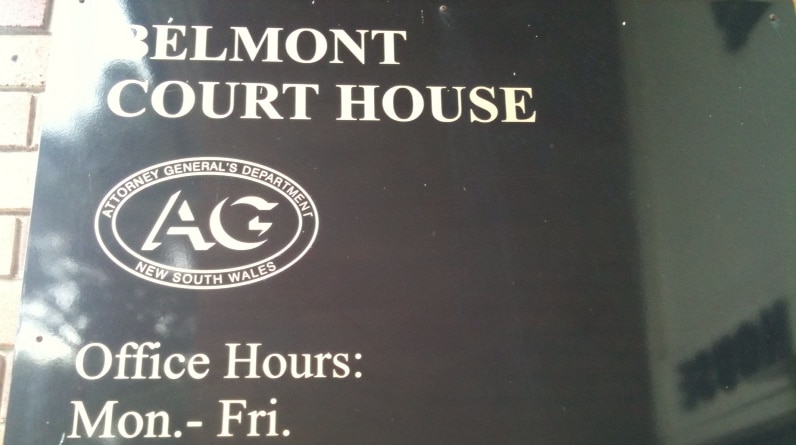 BELMONT
COURT HOUSE
ATTORNEY GENERAL'S DEPARTMENT
AG
NEW SOUTH WALES
Office Hours:
Mon.- Fri.